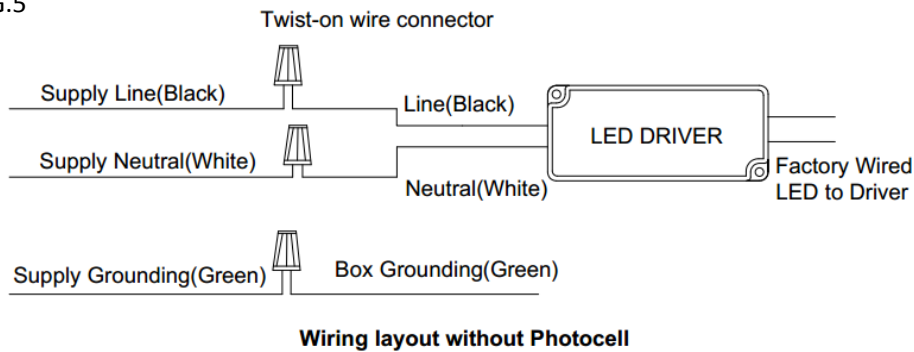 G.5
Twist-on wire connector
Supply Line(Black)
Line(Black)
LED DRIVER
Supply Neutral(White)
Neutral(White)
Factory Wired
LED to Driver
Supply Grounding(Green)
Box Grounding(Green)
Wiring layout without Photocell